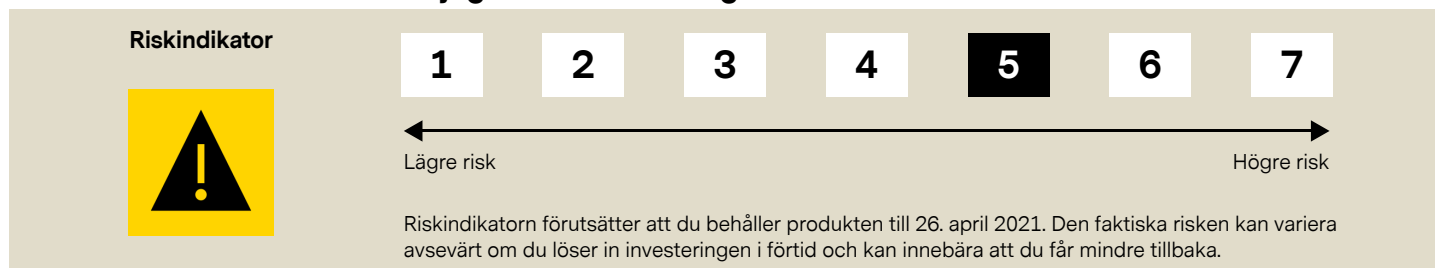 Riskindikator
1 2 3 4 5 6 7
Lägre risk Högre risk
Riskindikatorn förutsätter att du behåller produkten till 26. april 2021. Den faktiska risken kan variera
avsevärt om du löser in investeringen i förtid och kan innebära att du får mindre tillbaka.